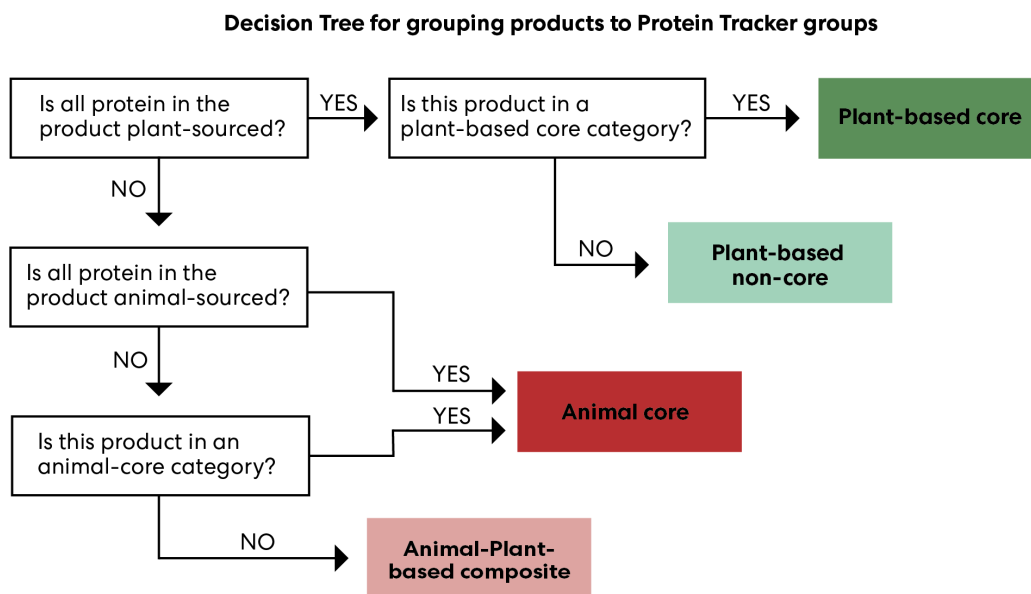 Decision Tree for grouping products to Protein Tracker groups
Is all protein in the
product plant-sourced?
YES
Is this product in a
plant-based core category?
YES
Plant-based core
NO
NO
Plant-based
non-core
Is all protein in the
product animal-sourced?
NO
YES
YES
Animal core
Is this product in an
animal-core category?
NO
Animal-Plant-
based composite